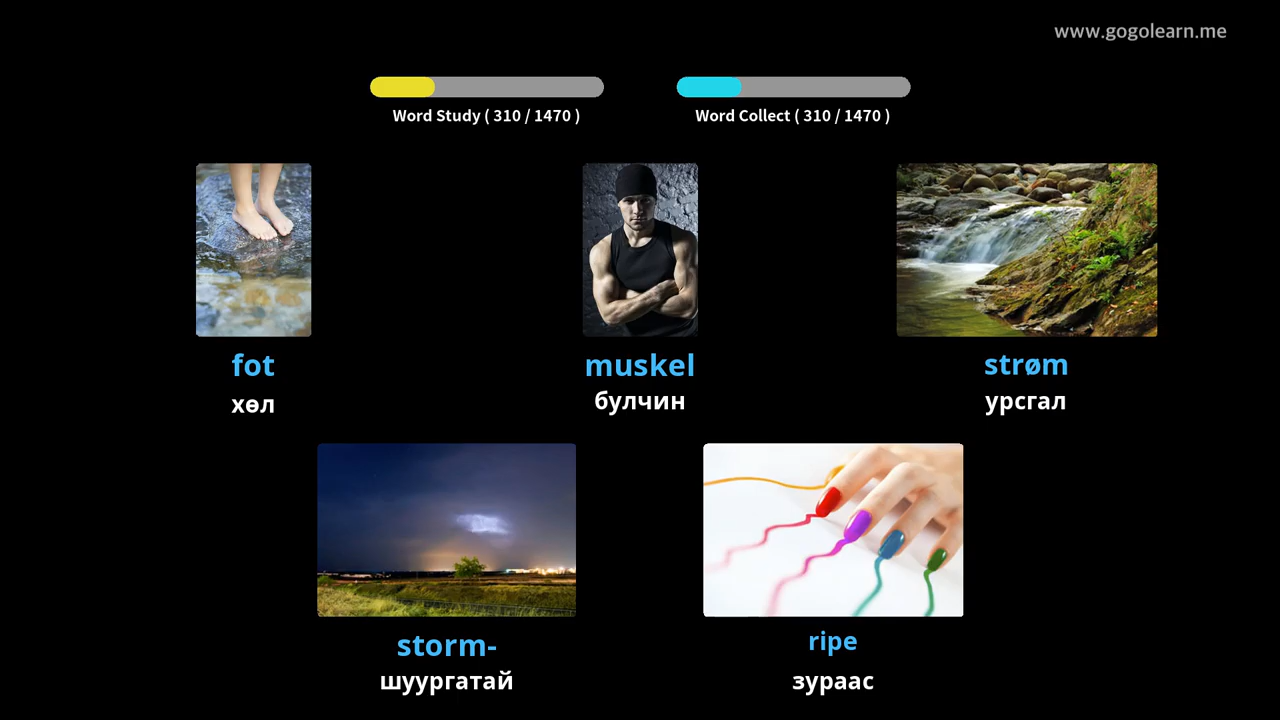 www.gogolearn.me
Word Study ( 310 / 1470 )
Word Collect ( 310 / 1470 )
fot
хөл
muskel
булчин
strøm
урсгал
storm-
шуургатай
ripe
зураас